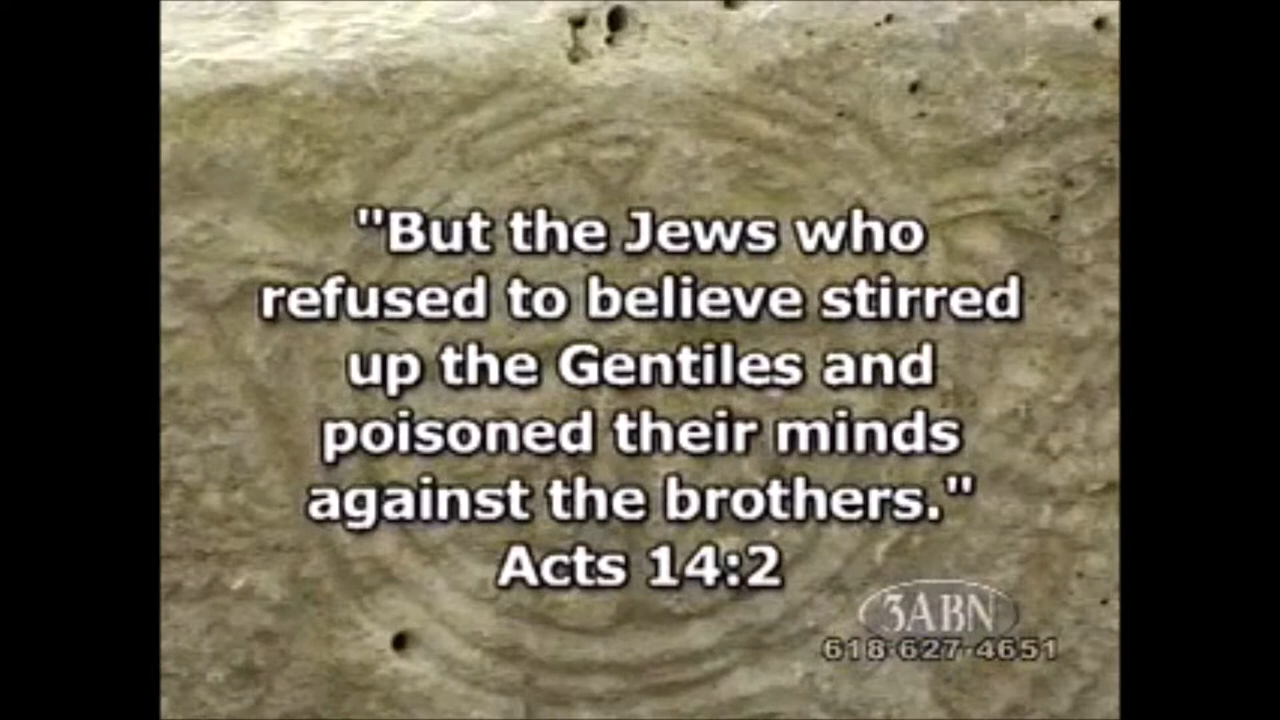 "But the Jews who
refused to believe stirred
up the Gentiles and
poisoned their minds
against the brothers."
Acts 14:2
3ABN
618-627-4651